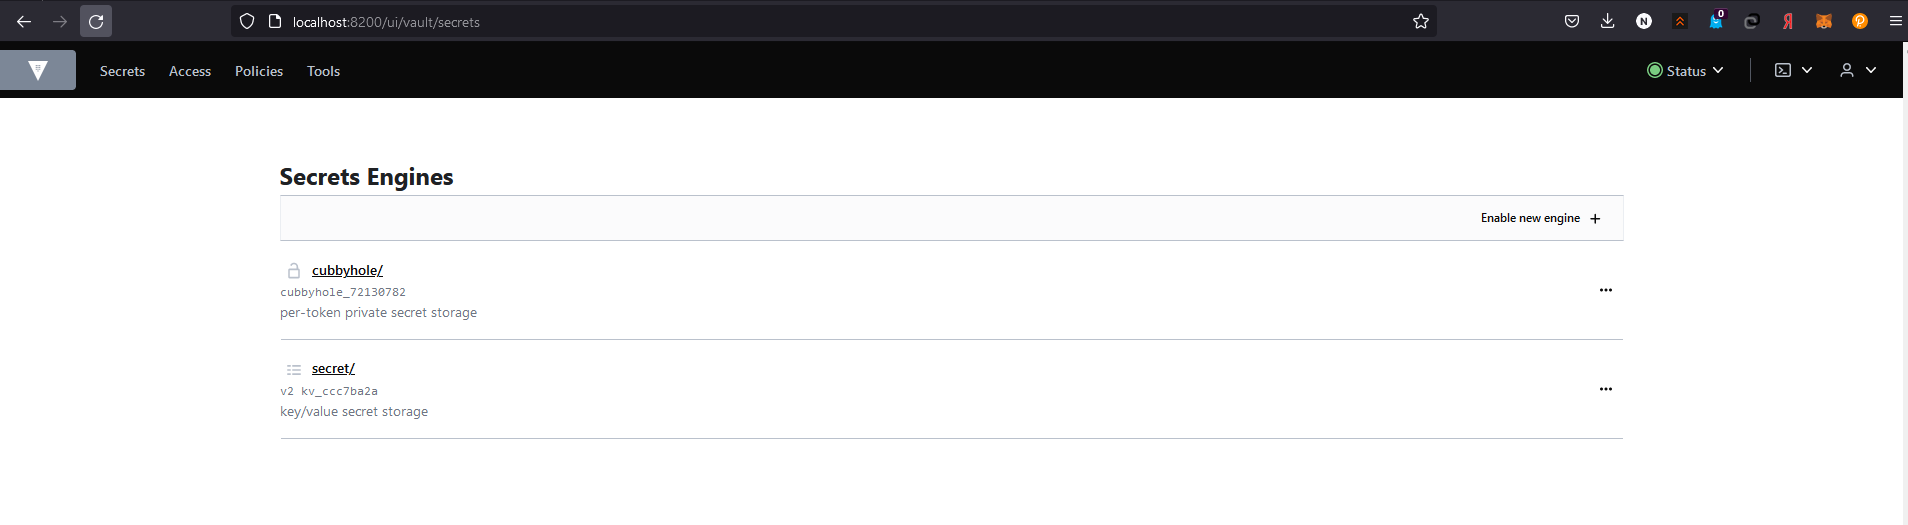 localhost:8200/ui/vault/secrets
0
N
Я
P
Secrets Access Policies Tools
Status
Secrets Engines
Enable new engine +
cubbyhole/
cubbyhole_72130782
per-token private secret storage
secret/
v2 kv_ccc7ba2a
key/value secret storage